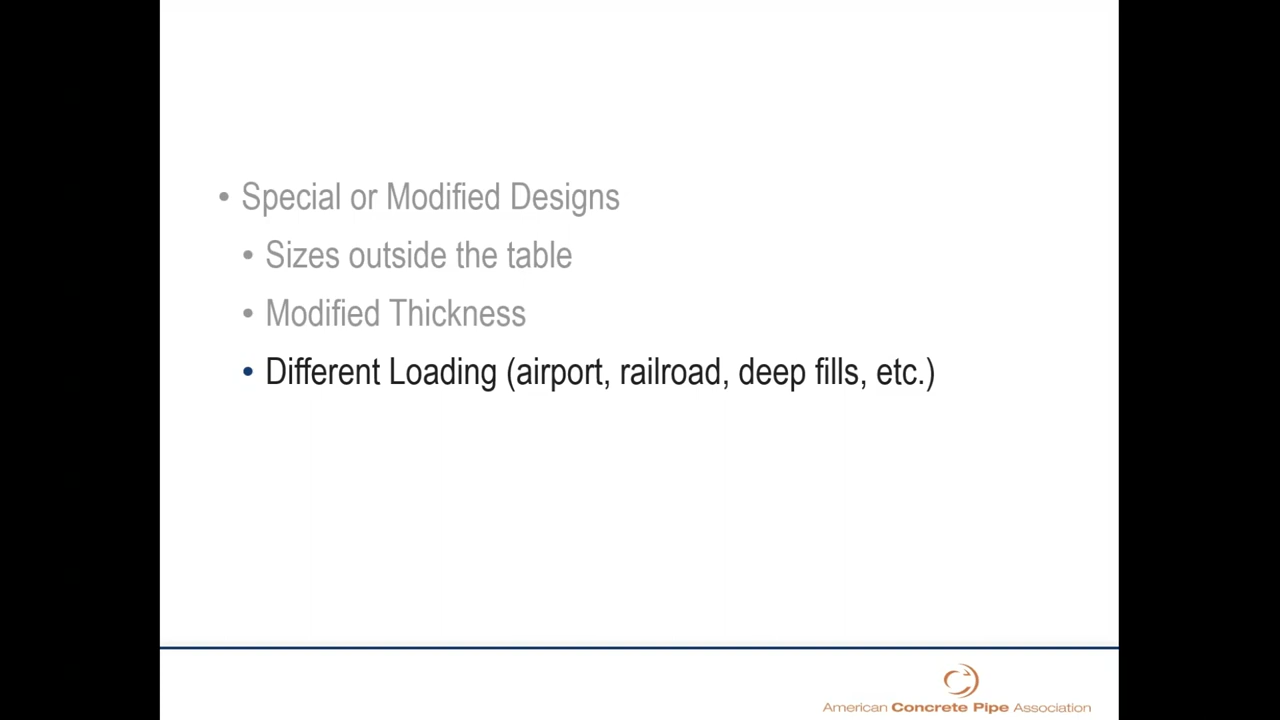 • Special or Modified Designs
• Sizes outside the table
• Modified Thickness
• Different Loading (airport, railroad, deep fills, etc.)
American Concrete Pipe Association